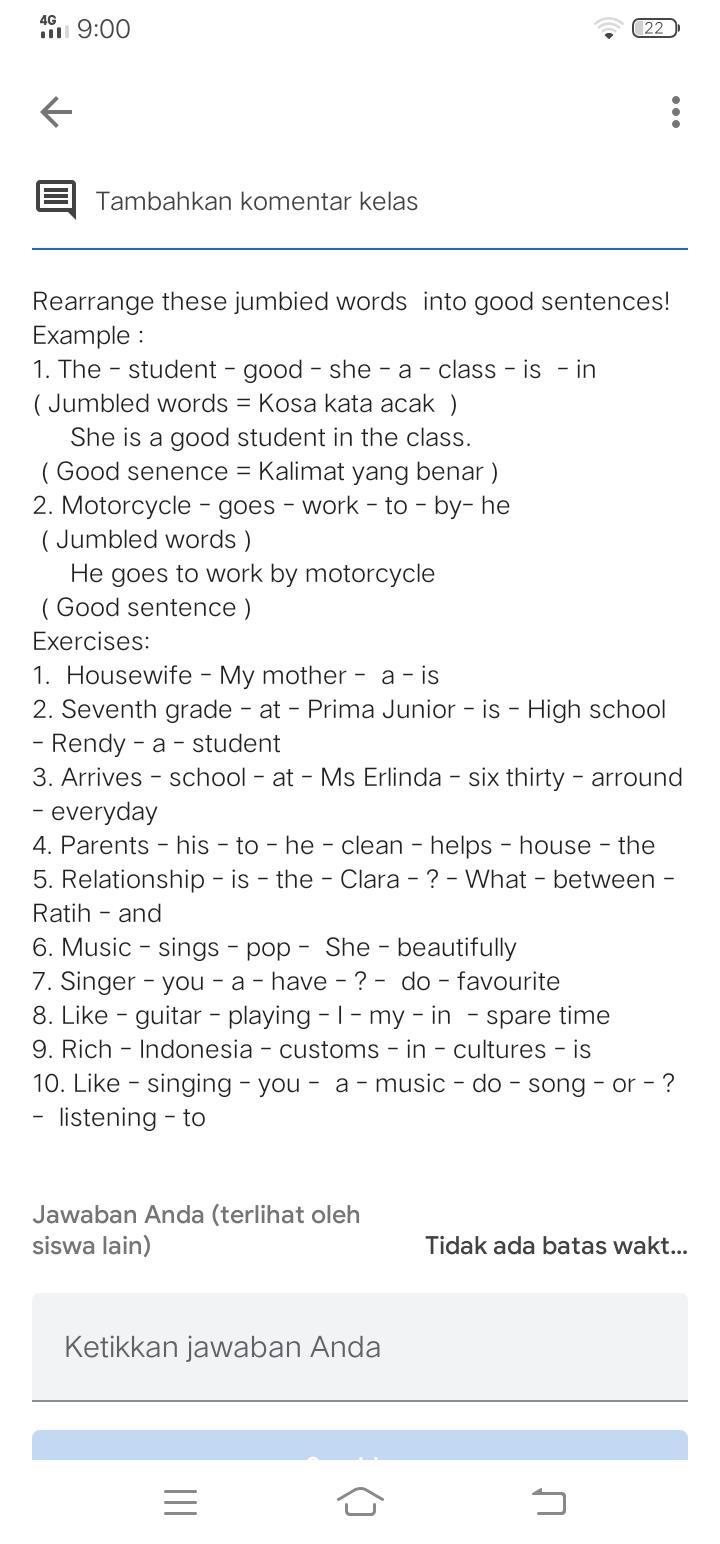 4G 9:00 22
Tambahkan komentar kelas
Rearrange these jumbied words into good sentences!
Example :
1. The - student - good - she - a - class - is - in
( Jumbled words = Kosa kata acak )
She is a good student in the class.
( Good senence = Kalimat yang benar )
2. Motorcycle - goes - work - to - by- he
( Jumbled words )
He goes to work by motorcycle
( Good sentence )
Exercises:
1. Housewife - My mother - a - is
2. Seventh grade - at - Prima Junior - is - High school
- Rendy - a - student
3. Arrives - school - at - Ms Erlinda - six thirty - arround
- everyday
4. Parents - his - to - he - clean - helps - house - the
5. Relationship - is - the - Clara - ? - What - between -
Ratih - and
6. Music - sings - pop - She - beautifully
7. Singer - you - a - have - ? - do - favourite
8. Like - guitar - playing - I - my - in - spare time
9. Rich - Indonesia - customs - in - cultures - is
10. Like - singing - you - a - music - do - song - or - ?
- listening - to
Jawaban Anda (terlihat oleh
siswa lain)
Tidak ada batas wakt...
Ketikkan jawaban Anda